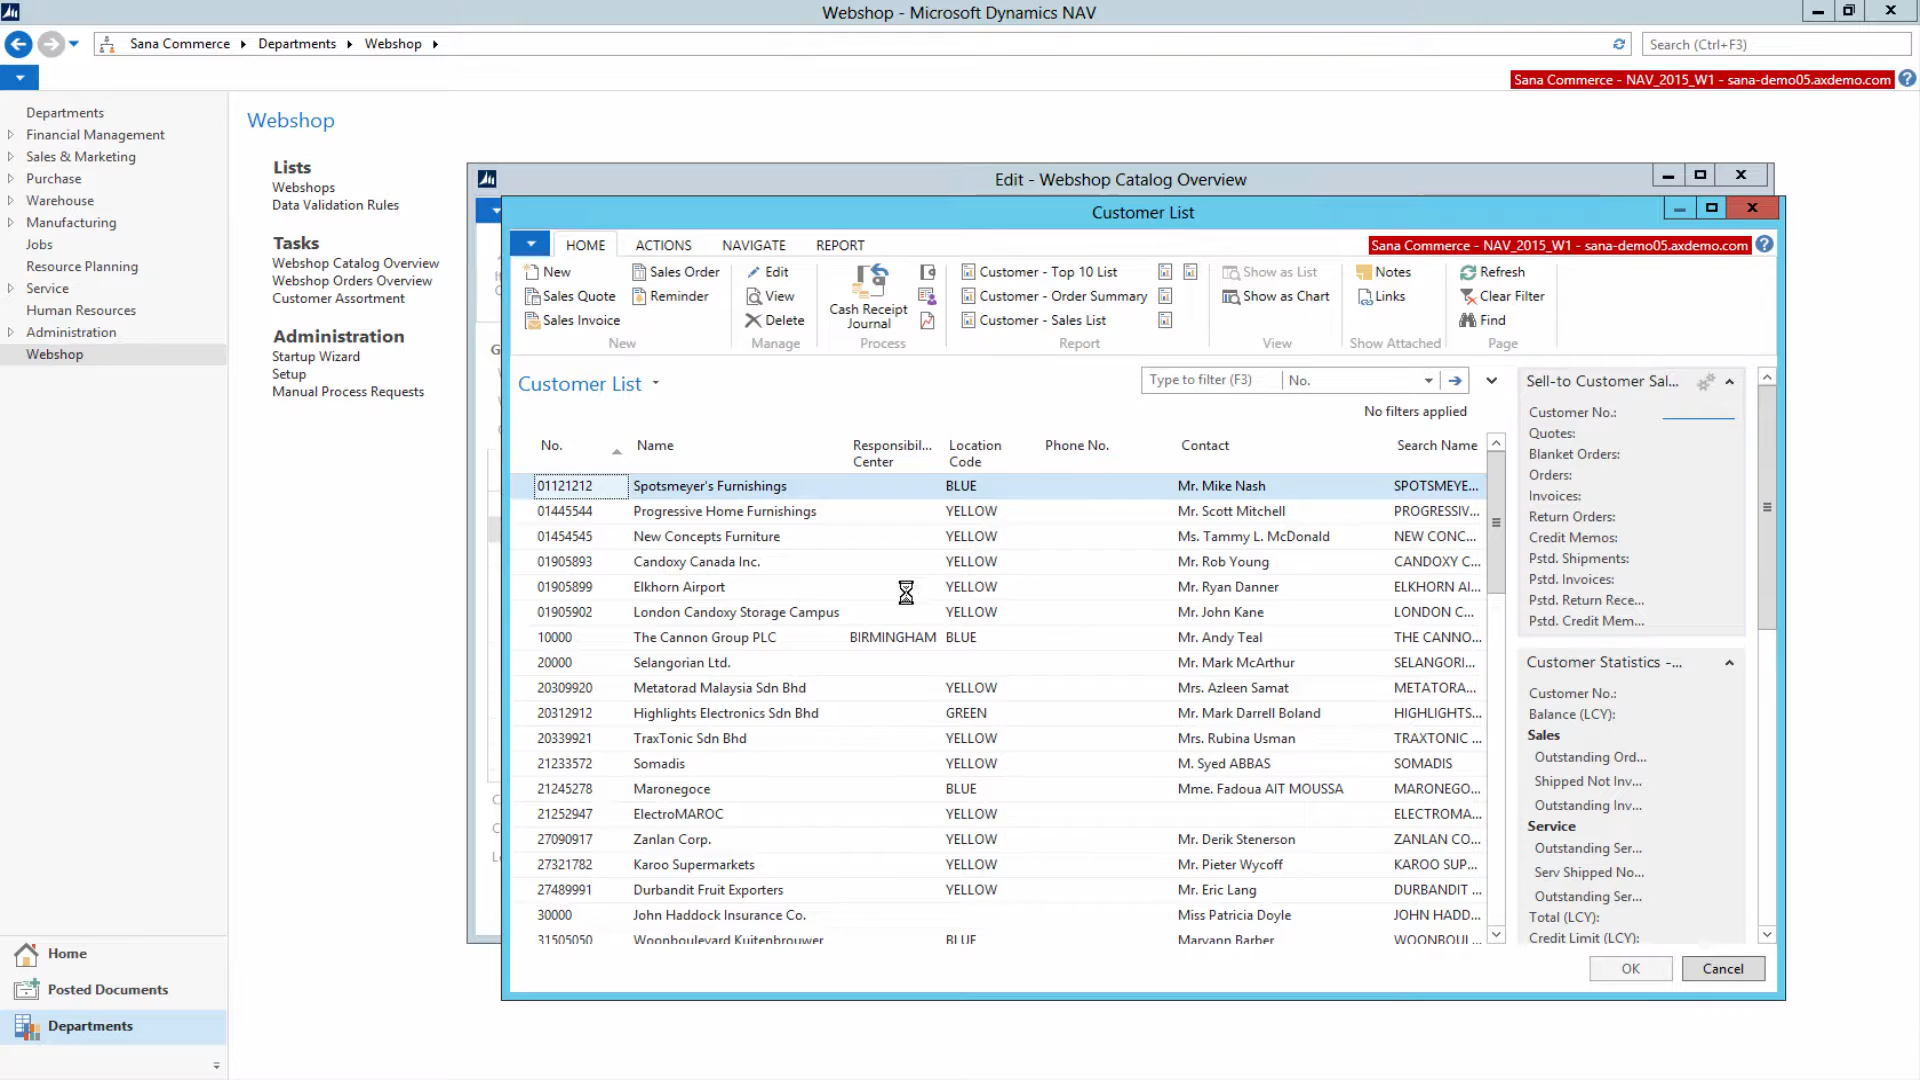 Webshop - Microsoft Dynamics NAV
Sana Commerce Departments Webshop
Search (Ctrl+F3)
Sana Commerce - NAV_2015_W1 - sana-demo05.axdemo.com
Departments
Financial Management
Sales & Marketing
Purchase
Warehouse
Manufacturing
Jobs
Resource Planning
Service
Human Resources
Administration
Webshop
Home
Posted Documents
Departments
Webshop
Lists
Webshops
Data Validation Rules
Tasks
Webshop Catalog Overview
Webshop Orders Overview
Customer Assortment
Administration
Startup Wizard
Setup
Manual Process Requests
Edit - Webshop Catalog Overview
Customer List
HOME ACTIONS NAVIGATE REPORT
Sana Commerce - NAV_2015_W1 - sana-demo05.axdemo.com
New Sales Order
Sales Quote Reminder
Sales Invoice
New
Edit
View
Delete
Manage
Cash Receipt
Journal
Process
Customer - Top 10 List
Customer - Order Summary
Customer - Sales List
Report
Show as List
Show as Chart
View
Notes
Links
Show Attached
Refresh
Clear Filter
Find
Page
Customer List
Type to filter (F3) No.
No filters applied
No. Name Responsibil... Center Location Code Phone No. Contact Search Name
01121212 Spotsmeyer's Furnishings BLUE Mr. Mike Nash SPOTSMEYE...
01445544 Progressive Home Furnishings YELLOW Mr. Scott Mitchell PROGRESSIV...
01454545 New Concepts Furniture YELLOW Ms. Tammy L. McDonald NEW CONC...
01905893 Candoxy Canada Inc. YELLOW Mr. Rob Young CANDOXY C...
01905899 Elkhorn Airport YELLOW Mr. Ryan Danner ELKHORN AI...
01905902 London Candoxy Storage Campus YELLOW Mr. John Kane LONDON C...
10000 The Cannon Group PLC BIRMINGHAM BLUE Mr. Andy Teal THE CANNO...
20000 Selangorian Ltd. Mr. Mark McArthur SELANGORI...
20309920 Metatorad Malaysia Sdn Bhd YELLOW Mrs. Azleen Samat METATORA...
20312912 Highlights Electronics Sdn Bhd GREEN Mr. Mark Darrell Boland HIGHLIGHTS...
20339921 TraxTonic Sdn Bhd YELLOW Mrs. Rubina Usman TRAXTONIC ...
21233572 Somadis YELLOW M. Syed ABBAS SOMADIS
21245278 Maronegoce BLUE Mme. Fadoua AIT MOUSSA MARONEGO...
21252947 ElectroMAROC YELLOW ELECTROMA...
27090917 Zanlan Corp. YELLOW Mr. Derik Stenerson ZANLAN CO...
27321782 Karoo Supermarkets YELLOW Mr. Pieter Wycoff KAROO SUP...
27489991 Durbandit Fruit Exporters YELLOW Mr. Eric Lang DURBANDIT ...
30000 John Haddock Insurance Co. Miss Patricia Doyle JOHN HADD...
31505050 Woonboulevard Kuitenbrouwer BLUE Maryann Barber WOONBOUL...
Sell-to Customer Sal...
Customer No.:
Quotes:
Blanket Orders:
Orders:
Invoices:
Return Orders:
Credit Memos:
Pstd. Shipments:
Pstd. Invoices:
Pstd. Return Rece...
Pstd. Credit Mem...
Customer Statistics -...
Customer No.:
Balance (LCY):
Sales
Outstanding Ord...
Shipped Not Inv...
Outstanding Inv...
Service
Outstanding Ser...
Serv Shipped No...
Outstanding Ser...
Total (LCY):
Credit Limit (LCY):
OK Cancel